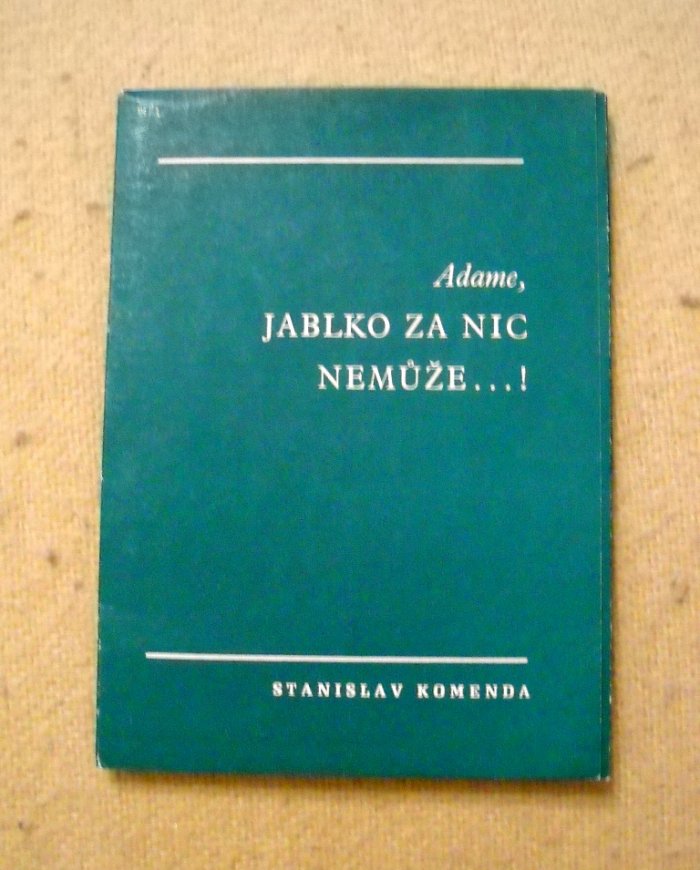 Adame,
JABLKO ZA NIC
NEMŮŽE...!
STANISLAV KOMENDA